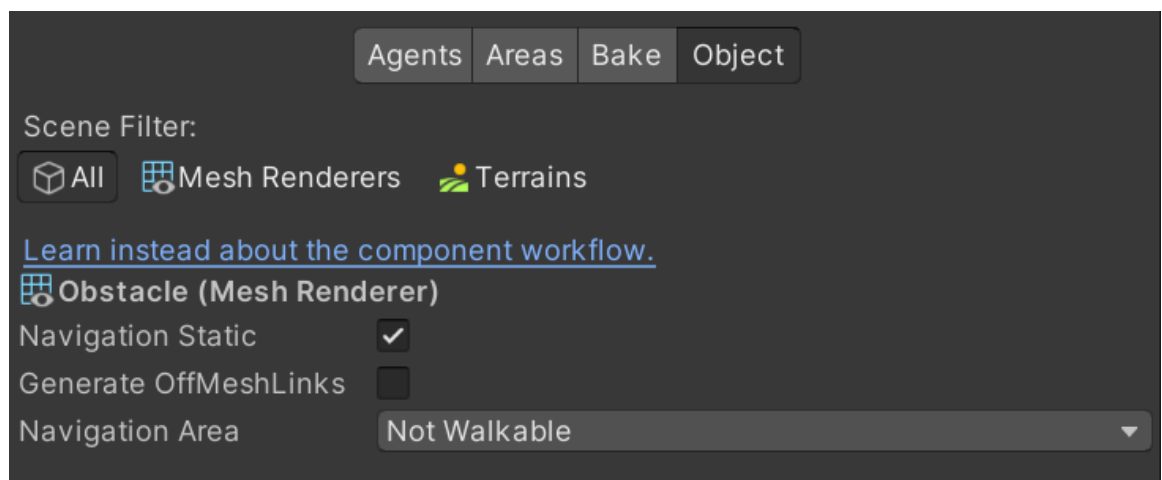 Agents Areas Bake Object
Scene Filter:
All Mesh Renderers Terrains
Learn instead about the component workflow.
Obstacle (Mesh Renderer)
Navigation Static
Generate OffMeshLinks
Navigation Area Not Walkable